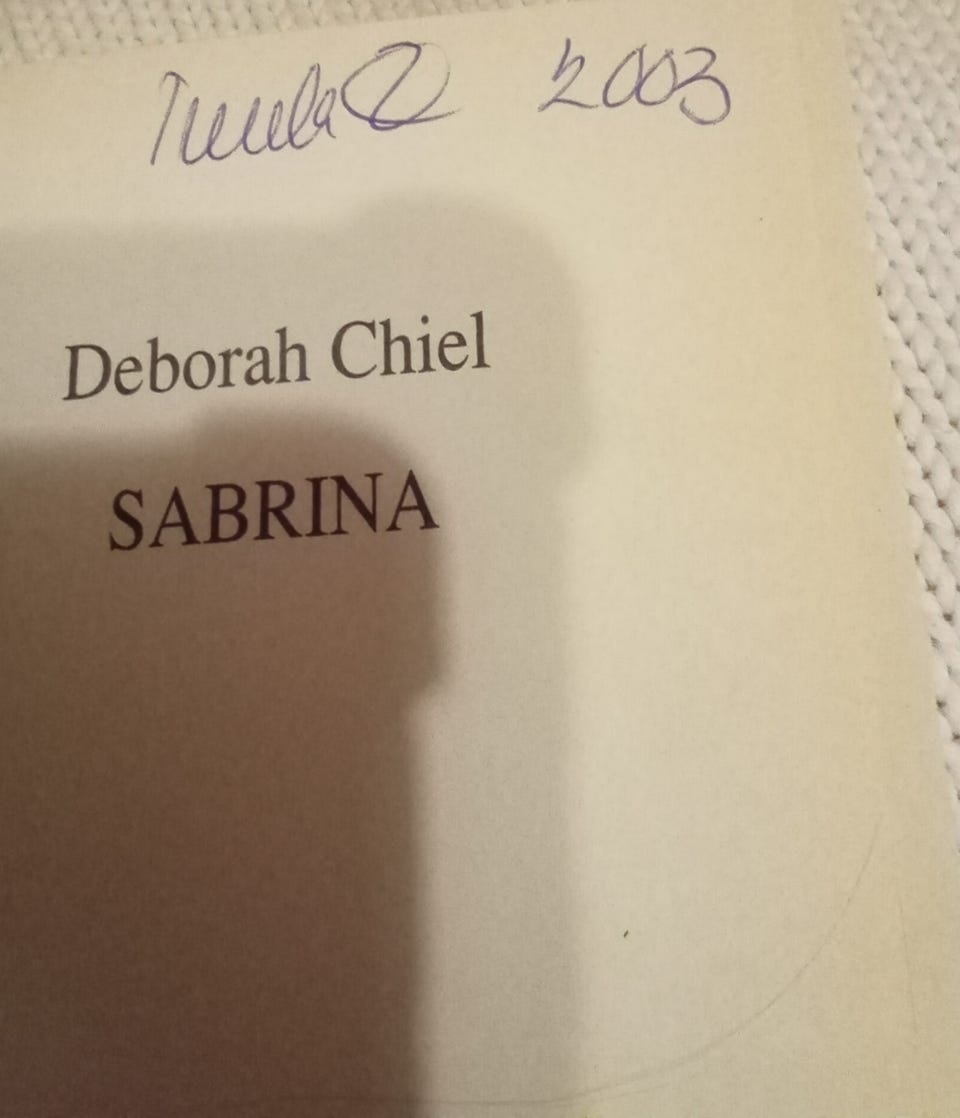 2003
Deborah Chiel
SABRINA